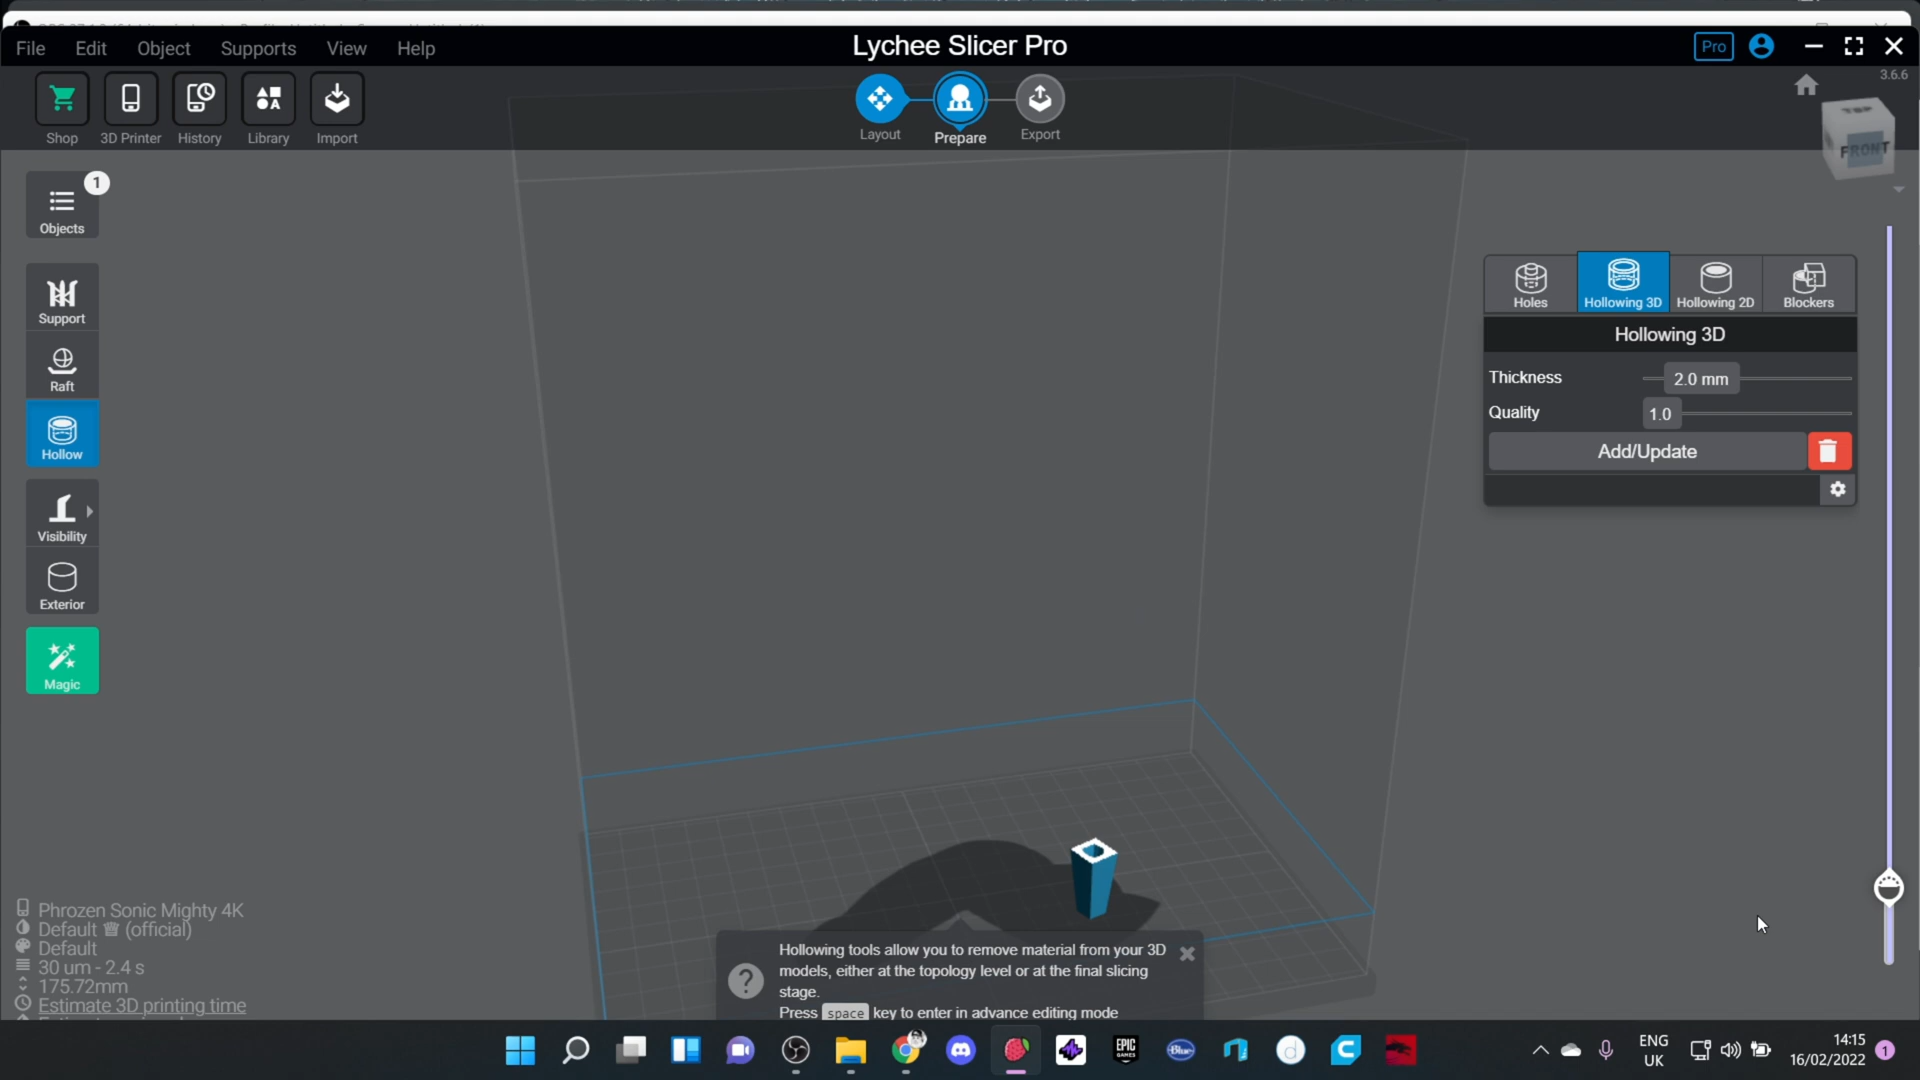 File Edit Object Supports View Help
Lychee Slicer Pro
Pro
3.6.6
Shop 3D Printer History Library Import
Layout Prepare Export
TOP
FRONT
1
Objects
Support
Raft
Hollow
Visibility
Exterior
Magic
Holes Hollowing 3D Hollowing 2D Blockers
Hollowing 3D
Thickness 2.0 mm
Quality 1.0
Add/Update
Phrozen Sonic Mighty 4K
Default (official)
Default
30 um - 2.4 s
175.72mm
Estimate 3D printing time
Hollowing tools allow you to remove material from your 3D
models, either at the topology level or at the final slicing
stage.
Press space key to enter in advance editing mode
EPIC
GAMES
Blue
ENG
UK
14:15
16/02/2022
1